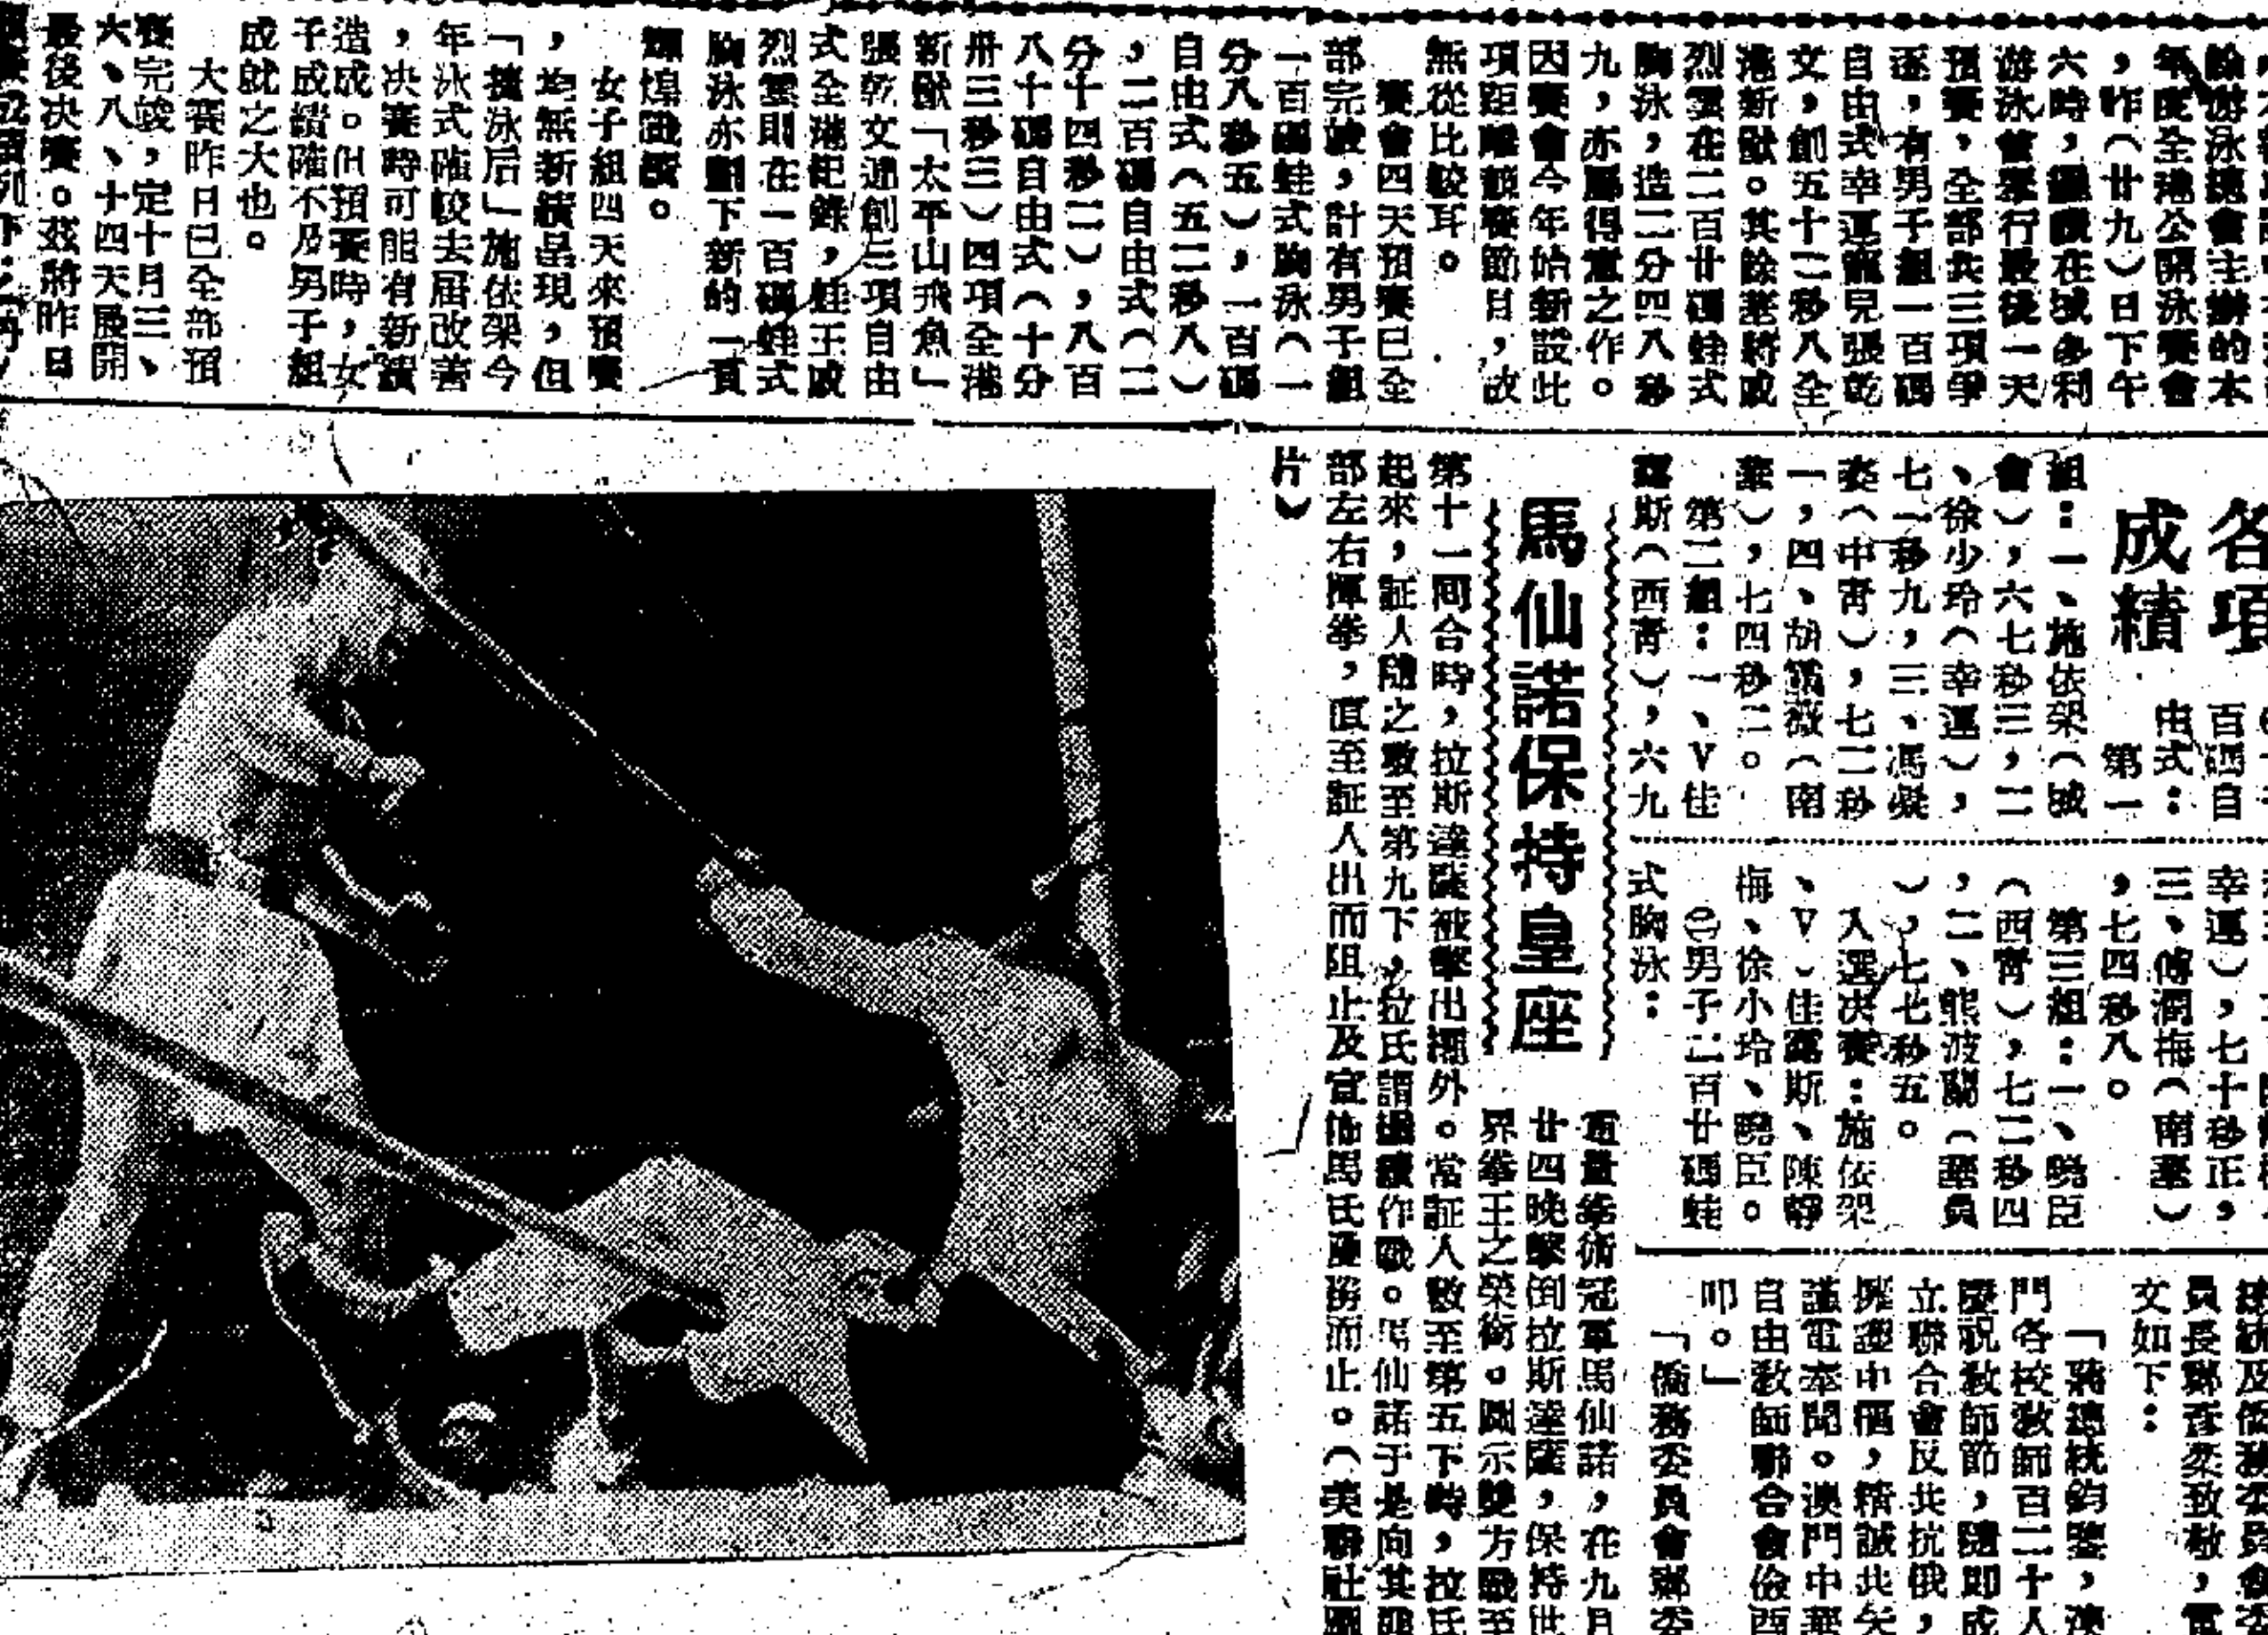 餘游泳總會主辦的本
年度全港公開泳賽會
，昨（廿九）日下午
六時，繼續在域多利
游泳會舉行最後一天
預賽，全部共三項爭
逐，有男子組一百碼
自由式幸運寵兒張乾
文，創五十二秒八全
港新猷。其餘華將戚
烈雲在二百廿碼蛙式
胸泳，造二分四八秒
九，亦屬得意之作。
因賽會今年始新設此
項距離競賽節目，故
無從比較耳。
賽會四天預賽已全
部完竣，計有男子組
一百碼蛙式胸泳（一
分八秒五），一百碼
自由式（五二秒八）
，二百碼自由式（二
分十四秒二），八百
八十碼自由式（十分
卅三秒三）四項全港
新猷「太平山飛魚」
張乾文連創三項自由
式全港紀錄，蛙王戚
烈雲則在一百碼蛙式
胸泳亦創下新的一頁
輝煌
女子組四天來預賽
，均無新績呈現，但
「泳后」施依架今
年泳式確較去屆改善
，決賽時可能有新績
造成。但預賽時，女
子成績確不及男子組
成就之大也。
大賽昨日已全部預
賽完竣，定十月三、
六、八、十四天展開
最後決賽。茲將昨日
各項
成績
百碼自
由式：
第一
組：一、施依架（域
會），六七秒三，二
、徐少玲（幸運），
七一秒九，三、馮凝
姿（中青），七二秒
一，四、胡薔薇（南
華），七四秒二。
第二組：一、Ｖ佳
露斯（西青），六九
幸運），七十秒正，
三、傅潤梅（南華）
，七四秒八。
第三組：一、曉臣
（西青），七二秒四
，二、熊波蘭（華員
），七七秒五。
入選決賽：施依架
、Ｖ、佳露斯、陳
梅、徐小玲、曉臣。
㊁男子二百廿碼蛙
式胸泳：
馬仙諾保持皇座
重量拳術冠軍馬仙諾，在九月
廿四晚擊倒拉斯達薩，保持世
界拳王之榮銜。圖示雙方戰至
第十一回合時，拉斯達薩被擊出繩外。當証人數至第五下時，拉氏
起來，証人隨之數至第九下，拉氏請繼續作戰。馬仙諾于是向其
部左右揮拳，直至証人出而阻止及宣佈馬氏獲勝而止。（美聯社圖
片）
員長鄭彥棻致敬，電
文如下：
「蔣總統鈞鑒，澳
門各校教師百二十人
慶祝教師節，隨即成
立聯合會反共抗俄，
擁護中樞，精誠共矢
謹電奉聞。澳門中華
自由教師聯合會儉酉
叩。」
「僑務委員會鄭委